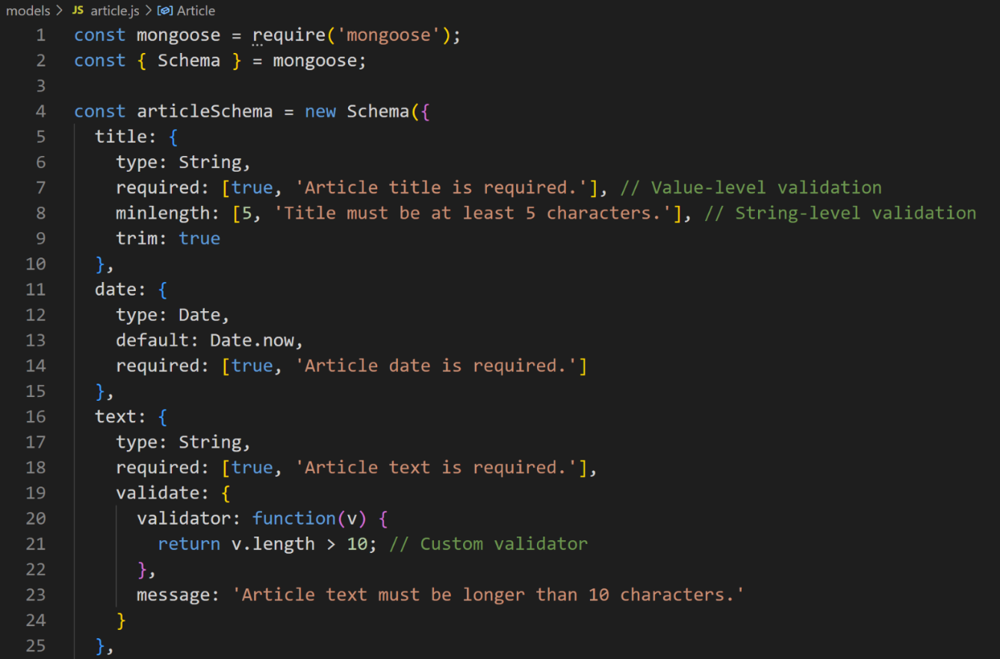 models > JS article.js > Article
1 const mongoose = require('mongoose');
2 const { Schema } = mongoose;
3
4 const articleSchema = new Schema({
5   title: {
6     type: String,
7     required: [true, 'Article title is required.'], // Value-level validation
8     minlength: [5, 'Title must be at least 5 characters.'], // String-level validation
9     trim: true
10   },
11   date: {
12     type: Date,
13     default: Date.now,
14     required: [true, 'Article date is required.']
15   },
16   text: {
17     type: String,
18     required: [true, 'Article text is required.'],
19     validate: {
20       validator: function(v) {
21         return v.length > 10; // Custom validator
22       },
23       message: 'Article text must be longer than 10 characters.'
24     }
25   },